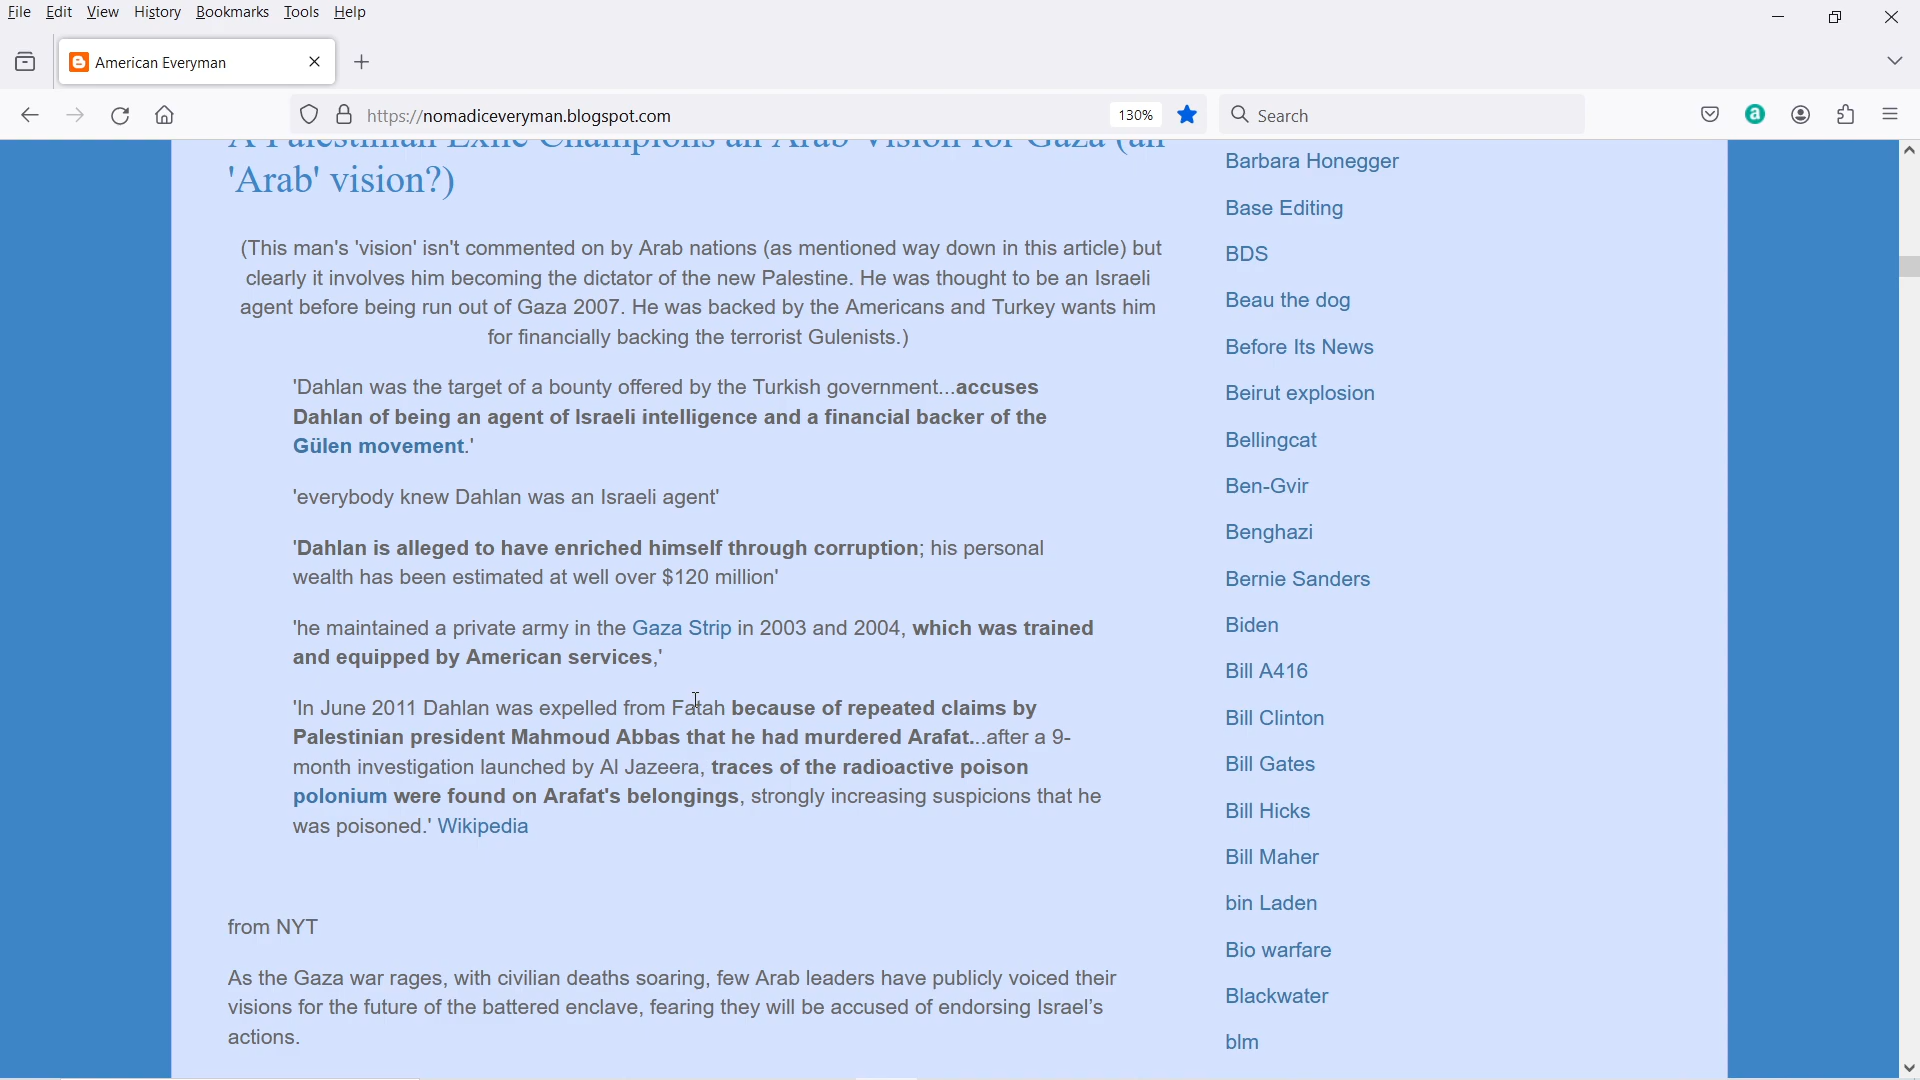 File Edit View History Bookmarks Tools Help
American Everyman
https://nomadiceveryman.blogspot.com
130%
Search
A Palestinian Exile Champions an Arab Vision for Gaza (an
'Arab' vision?)
(This man's 'vision' isn't commented on by Arab nations (as mentioned way down in this article) but
clearly it involves him becoming the dictator of the new Palestine. He was thought to be an Israeli
agent before being run out of Gaza 2007. He was backed by the Americans and Turkey wants him
for financially backing the terrorist Gulenists.)
'Dahlan was the target of a bounty offered by the Turkish government...accuses
Dahlan of being an agent of Israeli intelligence and a financial backer of the
Gülen movement.'
'everybody knew Dahlan was an Israeli agent'
'Dahlan is alleged to have enriched himself through corruption; his personal
wealth has been estimated at well over $120 million'
'he maintained a private army in the Gaza Strip in 2003 and 2004, which was trained
and equipped by American services,'
'In June 2011 Dahlan was expelled from Fatah because of repeated claims by
Palestinian president Mahmoud Abbas that he had murdered Arafat...after a 9-
month investigation launched by Al Jazeera, traces of the radioactive poison
polonium were found on Arafat's belongings, strongly increasing suspicions that he
was poisoned.' Wikipedia
from NYT
As the Gaza war rages, with civilian deaths soaring, few Arab leaders have publicly voiced their
visions for the future of the battered enclave, fearing they will be accused of endorsing Israel’s
actions.
Barbara Honegger
Base Editing
BDS
Beau the dog
Before Its News
Beirut explosion
Bellingcat
Ben-Gvir
Benghazi
Bernie Sanders
Biden
Bill A416
Bill Clinton
Bill Gates
Bill Hicks
Bill Maher
bin Laden
Bio warfare
Blackwater
blm